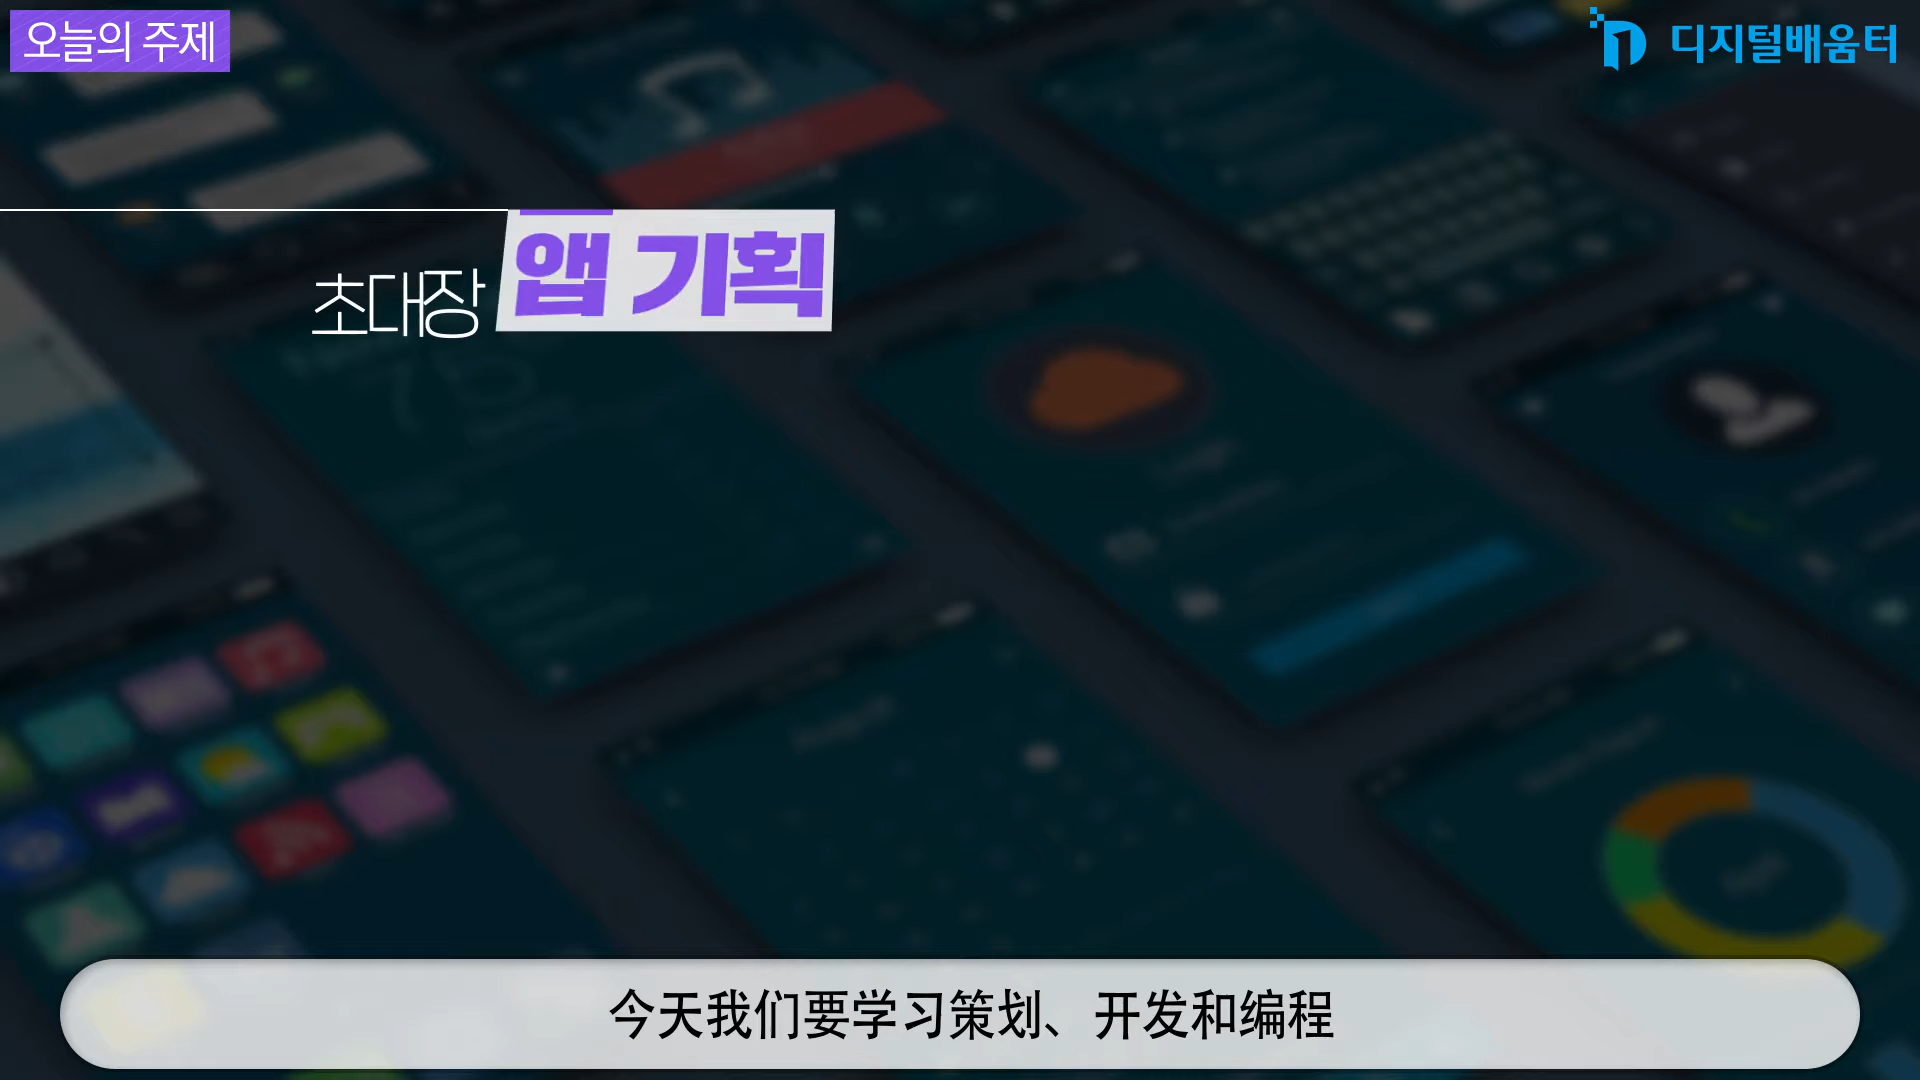 오늘의 주제
디지털배움터
초대장 앱 기획
今天我们要学习策划、开发和编程